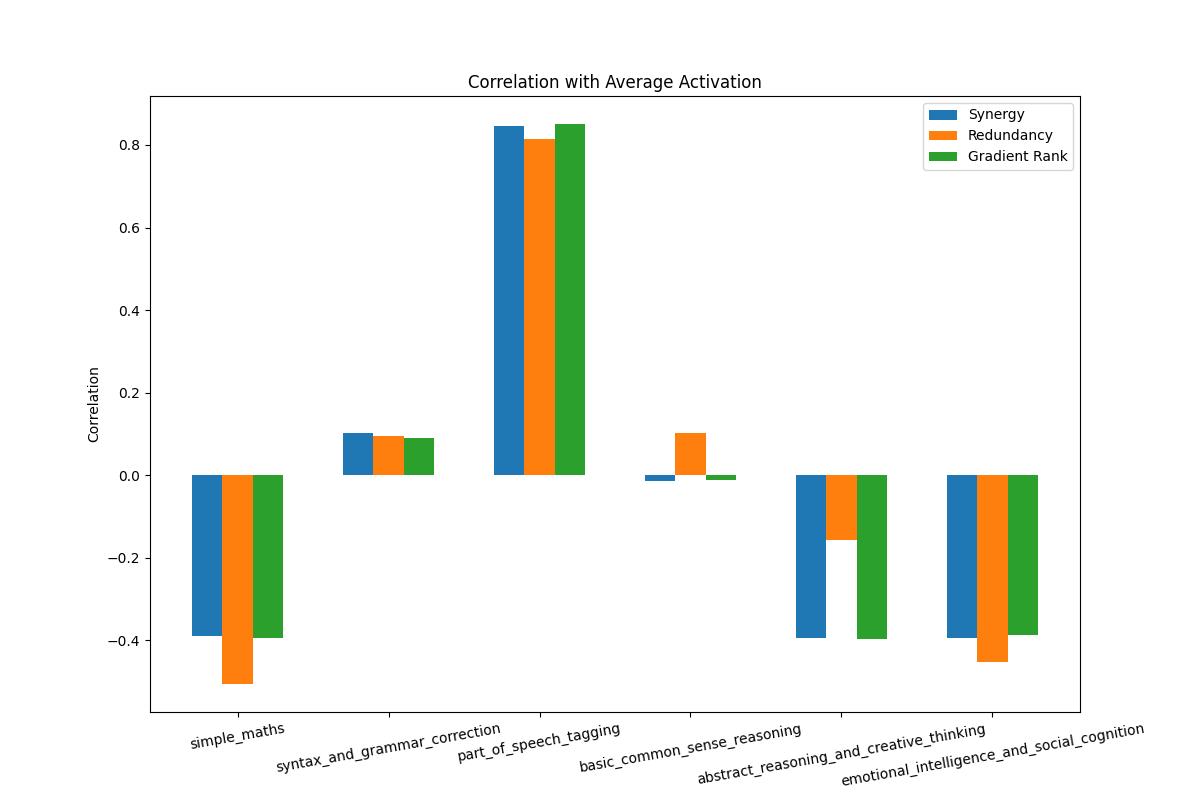 Correlation with Average Activation
Synergy
Redundancy
Gradient Rank
Correlation
0.8
0.6
0.4
0.2
0.0
−0.2
−0.4
simple_maths
syntax_and_grammar_correction
part_of_speech_tagging
basic_common_sense_reasoning
abstract_reasoning_and_creative_thinking
emotional_intelligence_and_social_cognition